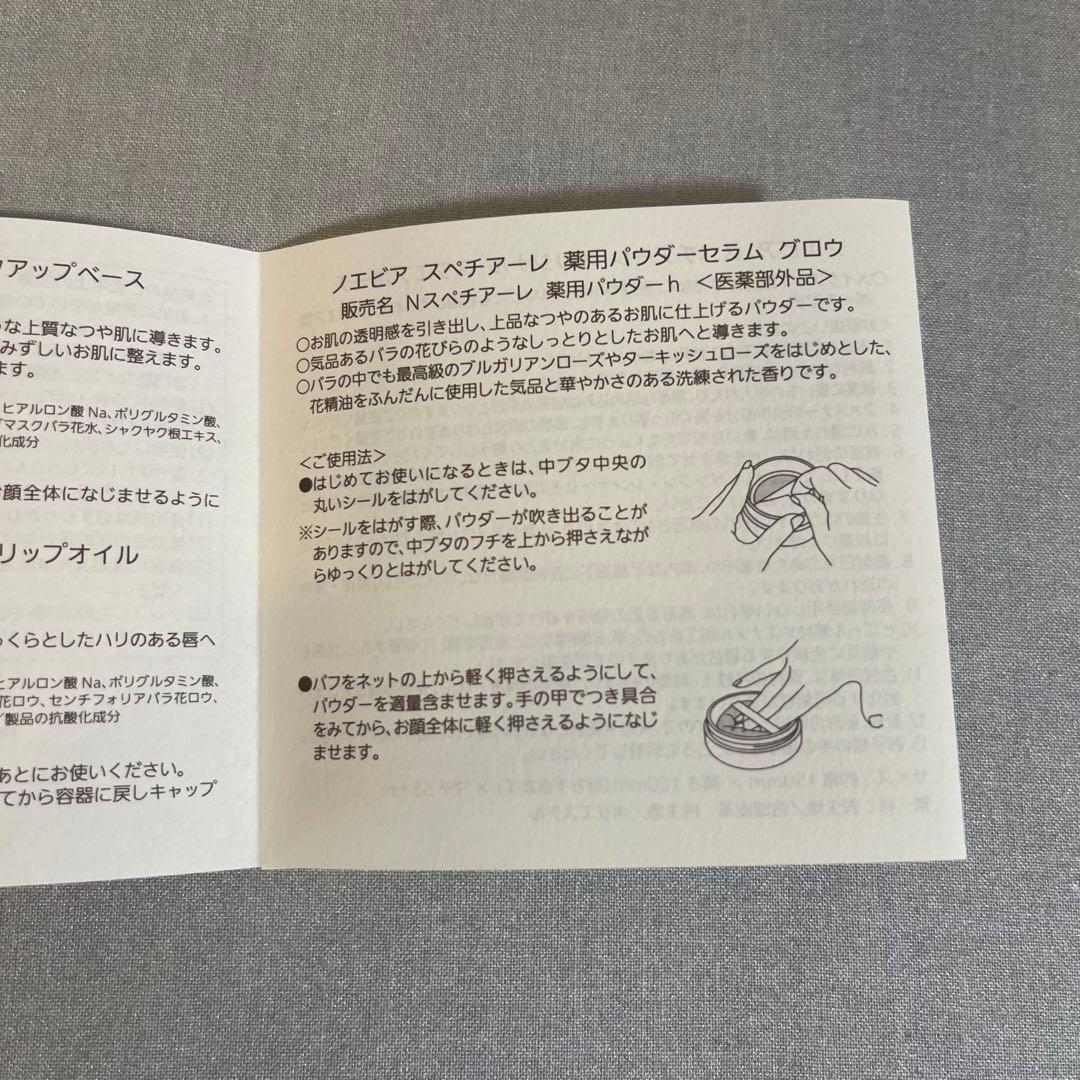 アップベース
な上質なつや肌に導きます。
みずしいお肌に整えます。
ます。
ヒアルロン酸 Na、ポリグルタミン酸、
マスクバラ花水、シャクヤク根エキス、
化成分
お顔全体になじませるように
リップオイル
っくらとしたハリのある唇へ
ヒアルロン酸 Na、ポリグルタミン酸、
花ロウ、センチフォリアバラ花ロウ、
／製品の抗酸化成分
あとにお使いください。
てから容器に戻しキャップ
ノエビア スペチアーレ 薬用パウダーセラム グロウ
販売名 Nスペチアーレ 薬用パウダーh ＜医薬部外品＞
○お肌の透明感を引き出し、上品なつやのあるお肌に仕上げるパウダーです。
○気品あるバラの花びらのようなしっとりとしたお肌へと導きます。
○バラの中でも最高級のブルガリアンローズやターキッシュローズをはじめとした、
花精油をふんだんに使用した気品と華やかさのある洗練された香りです。
＜ご使用法＞
●はじめてお使いになるときは、中ブタ中央の
丸いシールをはがしてください。
※シールをはがす際、パウダーが吹き出ることが
ありますので、中ブタのフチを上から押さえなが
らゆっくりとはがしてください。
●パフをネットの上から軽く押さえるようにして、
パウダーを適量含ませます。手の甲でつき具合
をみてから、お顔全体に軽く押さえるようになじ
ませます。